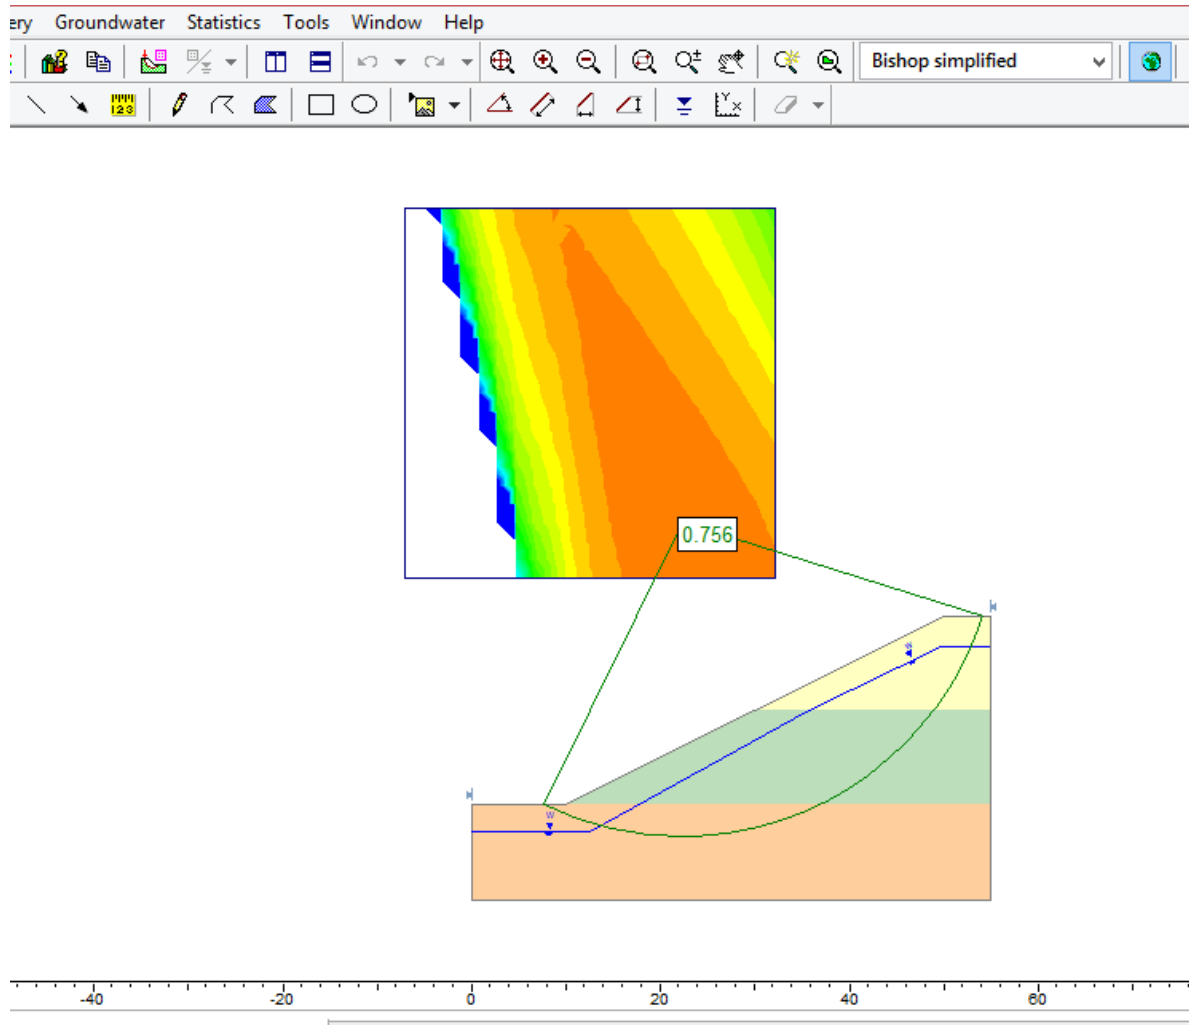 ery Groundwater Statistics Tools Window Help
Bishop simplified
123
Y
X
0.756
W
W
-40 -20 0 20 40 60